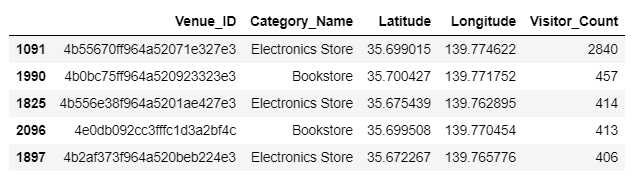 Venue_ID Category_Name Latitude Longitude Visitor_Count
1091 4b55670ff964a52071e327e3 Electronics Store 35.699015 139.774622 2840
1990 4b0bc75ff964a520923323e3 Bookstore 35.700427 139.771752 457
1825 4b556e38f964a5201ae427e3 Electronics Store 35.675439 139.762895 414
2096 4e0db092cc3fffc1d3a2bf4c Bookstore 35.699508 139.770454 413
1897 4b2af373f964a520beb224e3 Electronics Store 35.672267 139.765776 406